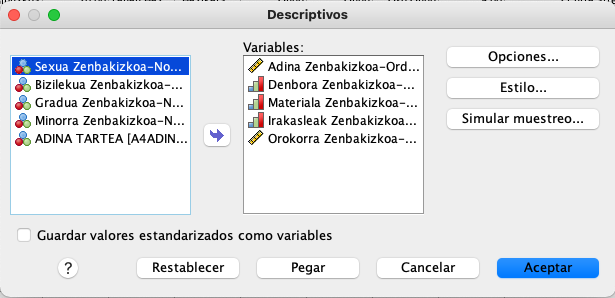 Descriptivos
Variables:
Sexua Zenbakizkoa-No...
Bizilekua Zenbakizkoa-...
Gradua Zenbakizkoa-N...
Minorra Zenbakizkoa-N...
ADINA TARTEA [A4ADIN...
Adina Zenbakizkoa-Ord...
Denbora Zenbakizkoa-...
Materiala Zenbakizkoa-...
Irakasleak Zenbakizkoa...
Orokorra Zenbakizkoa-...
Opciones...
Estilo...
Simular muestreo...
Guardar valores estandarizados como variables
? Restablecer Pegar Cancelar Aceptar